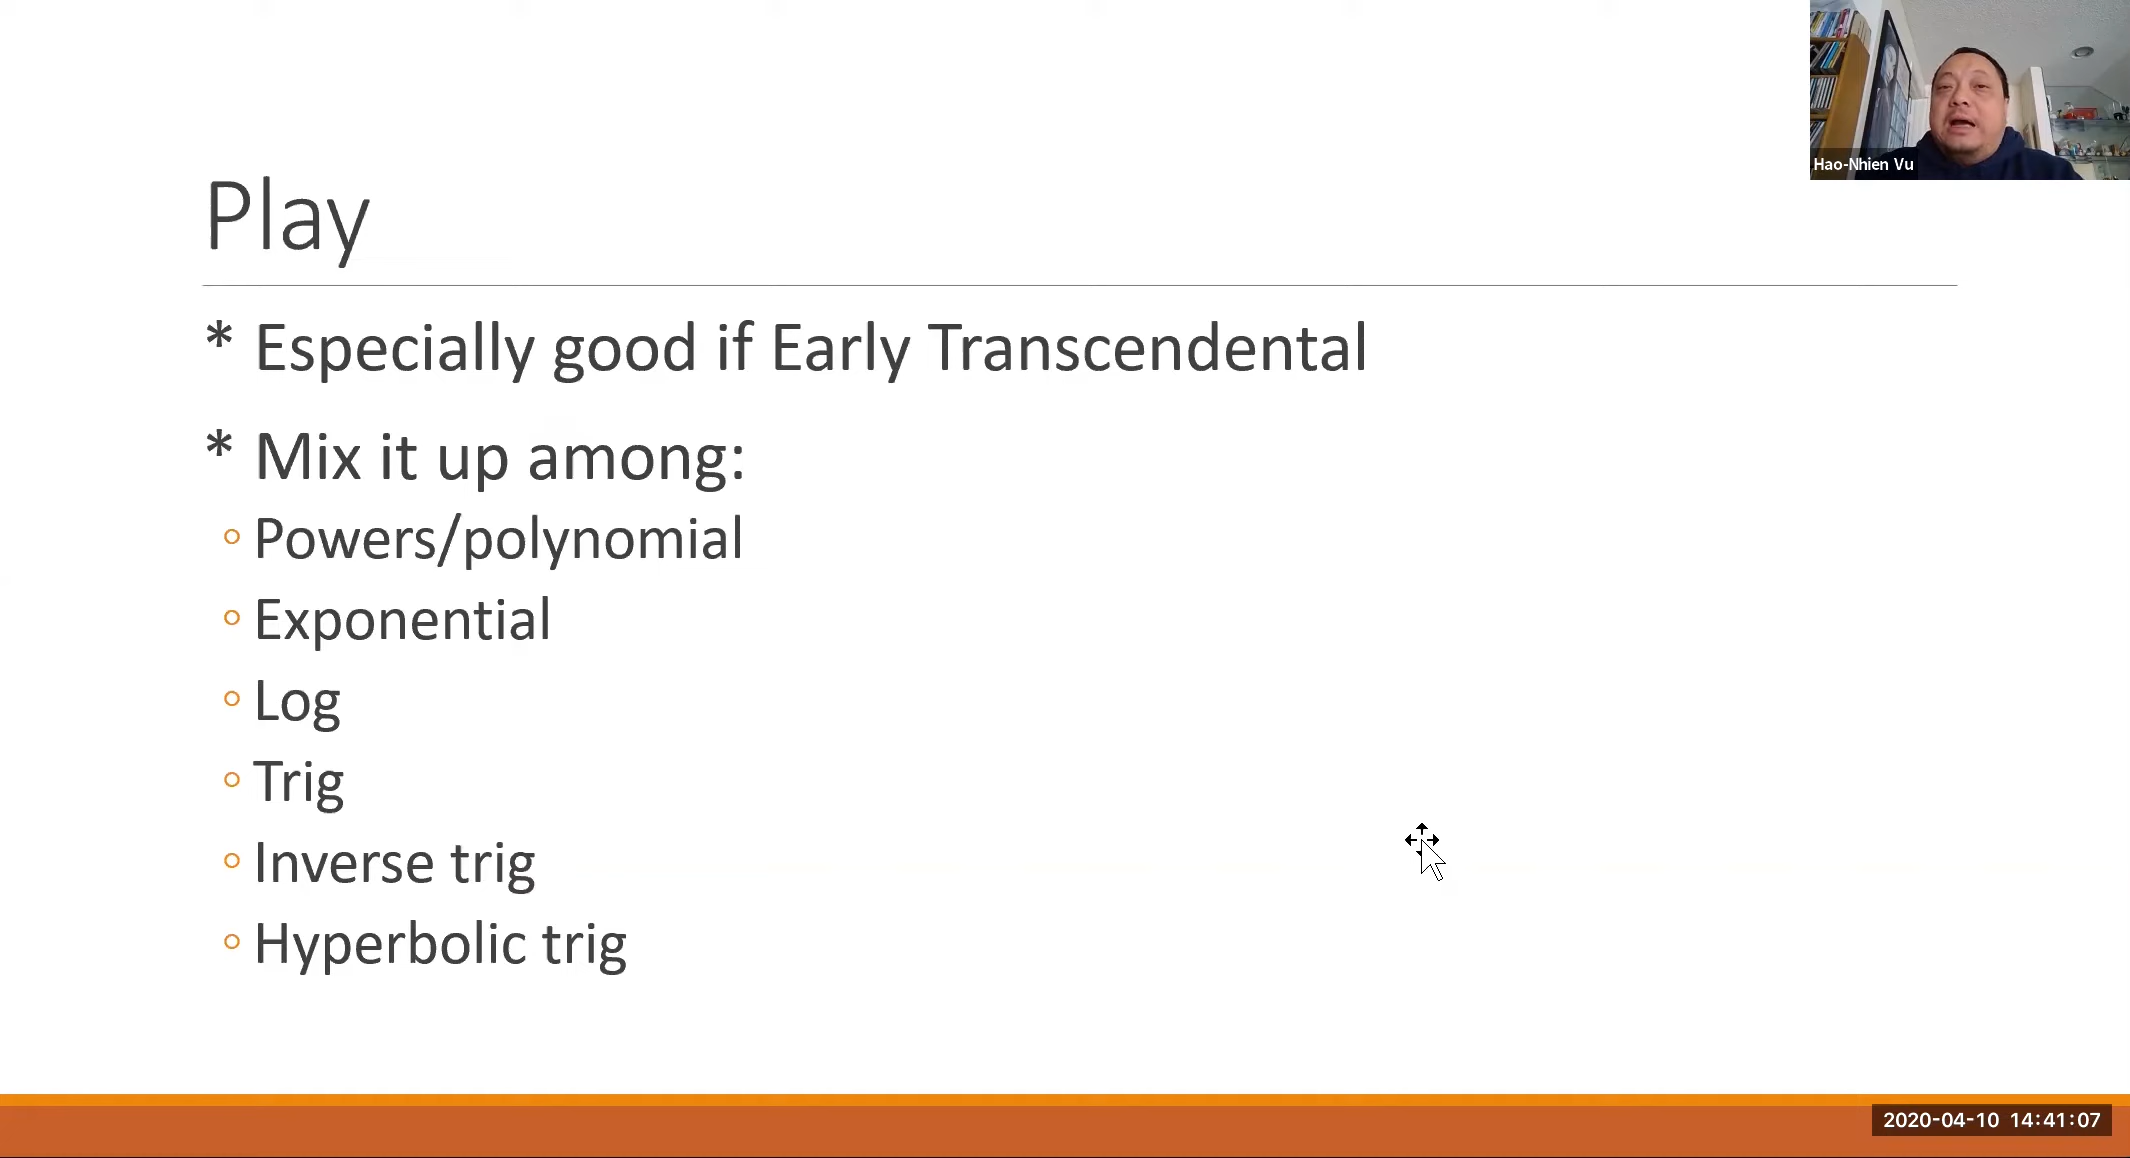 Hao-Nhien Vu
Play
* Especially good if Early Transcendental
* Mix it up among:
◦ Powers/polynomial
◦ Exponential
◦ Log
◦ Trig
◦ Inverse trig
◦ Hyperbolic trig
2020-04-10 14:41:07